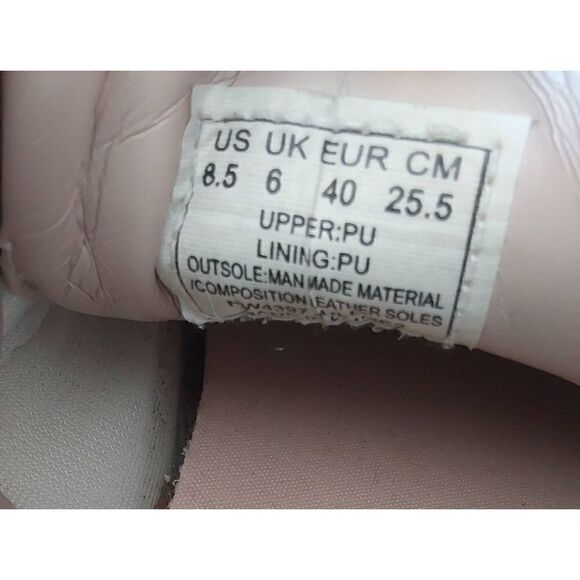 US UK EUR CM
8.5 6 40 25.5
UPPER:PU
LINING:PU
OUTSOLE:MAN MADE MATERIAL
/COMPOSITION LEATHER SOLES